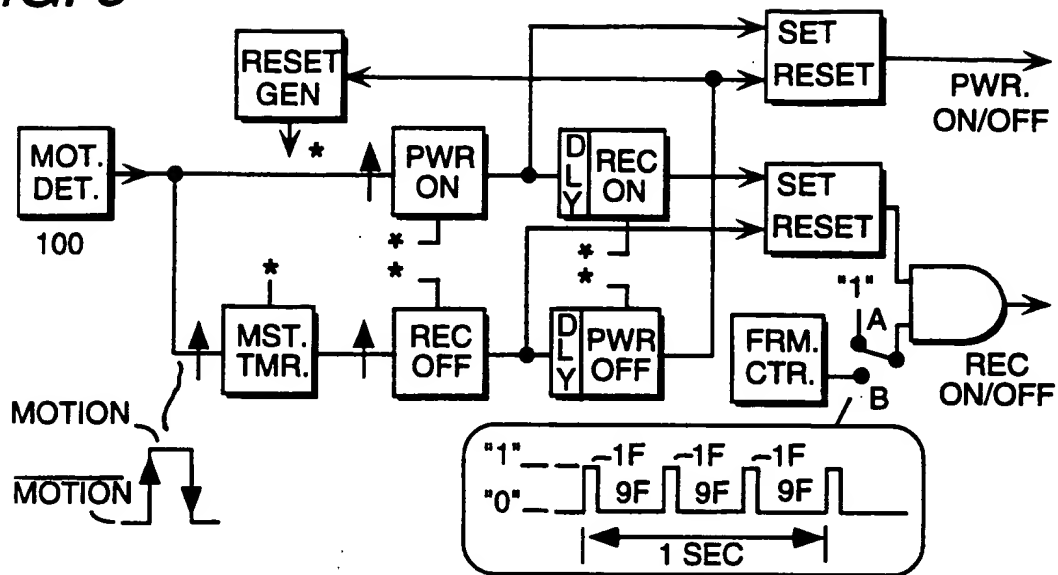 RESET
GEN
*
SET
RESET
PWR.
ON/OFF
MOT.
DET.
100
PWR
ON
DLY
REC
ON
SET
RESET
*
*
*
*
*
MST.
TMR.
REC
OFF
DLY
PWR
OFF
"1"
A
FRM.
CTR.
B
REC
ON/OFF
MOTION
MOTION
"1"
~1F ~1F ~1F
"0"
9F 9F 9F
1 SEC